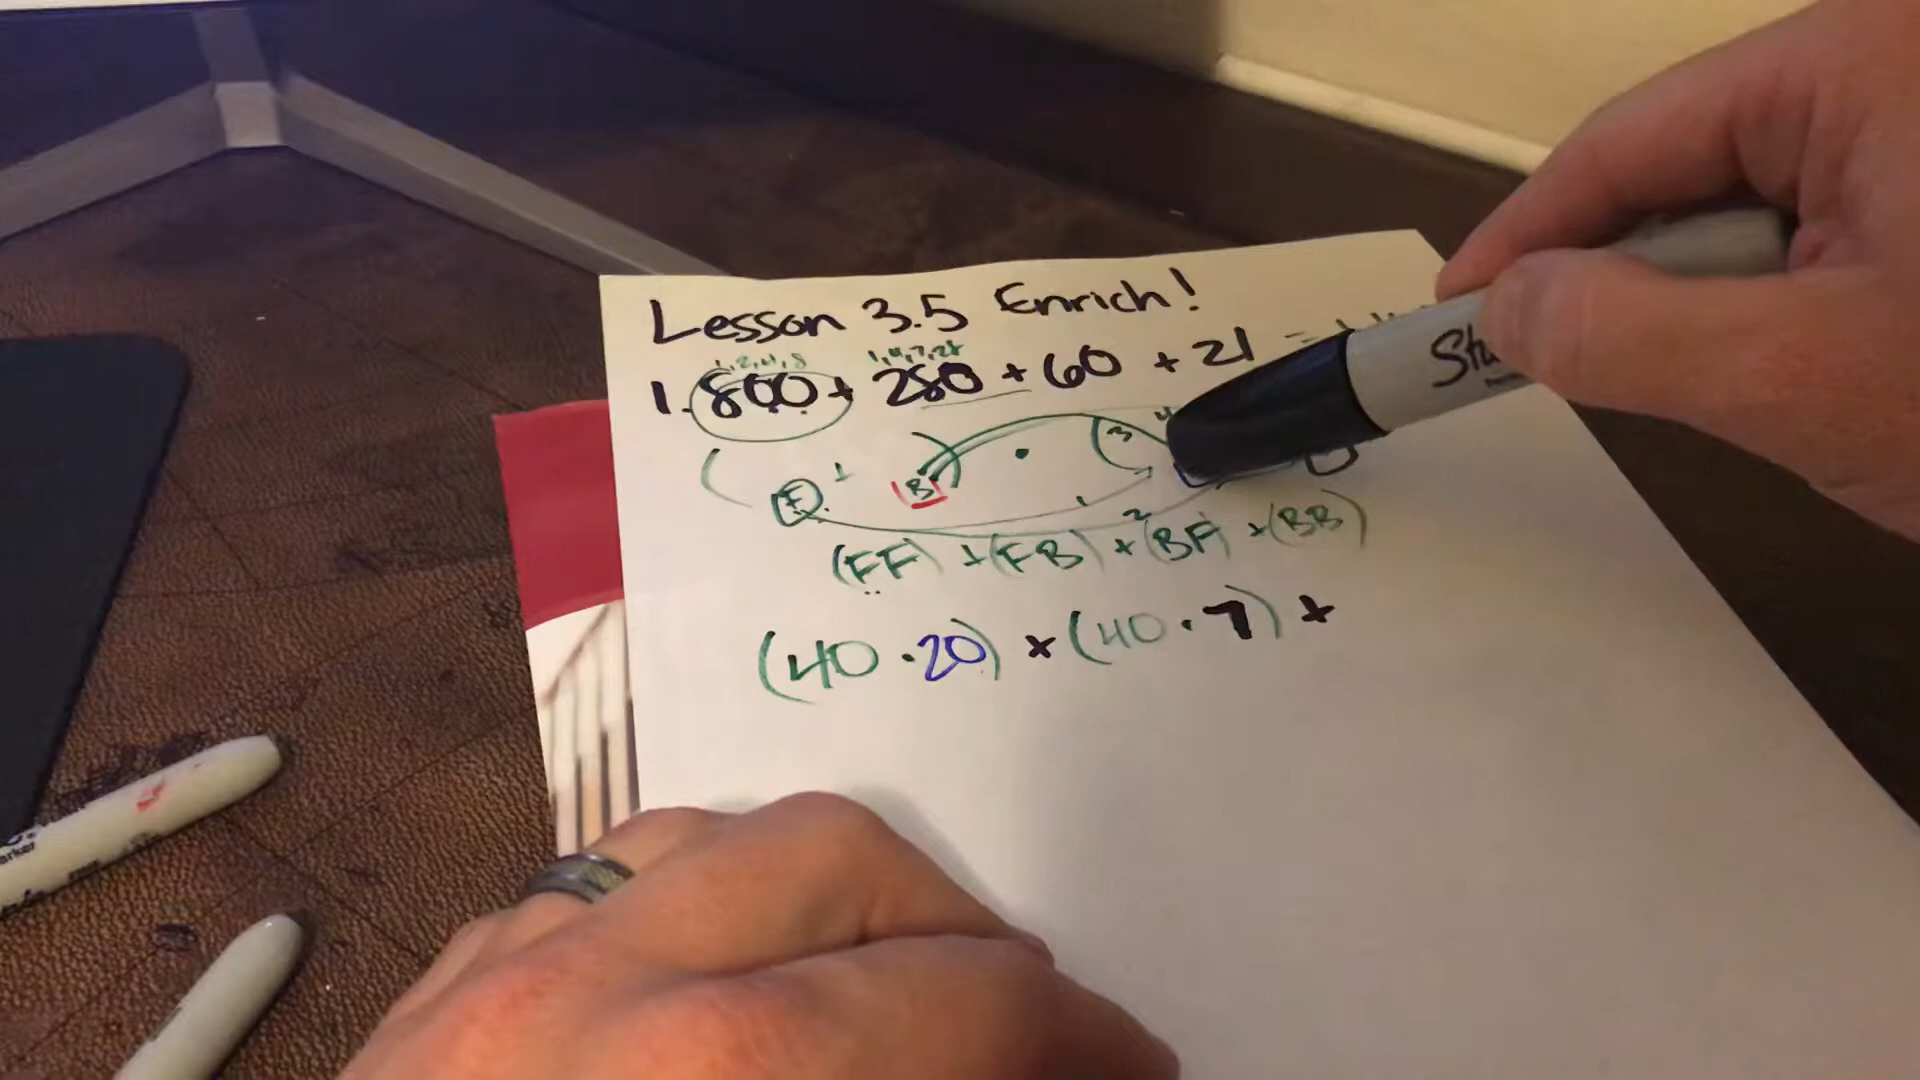 Lesson 3.5 Enrich!
1,2,4,8 1,4,7,28
1. 800 + 280 + 60 + 21 =
3
F + B
1
2
(FF) + (FB) + (BF) + (BB)
(40 · 20) + (40 · 7) +